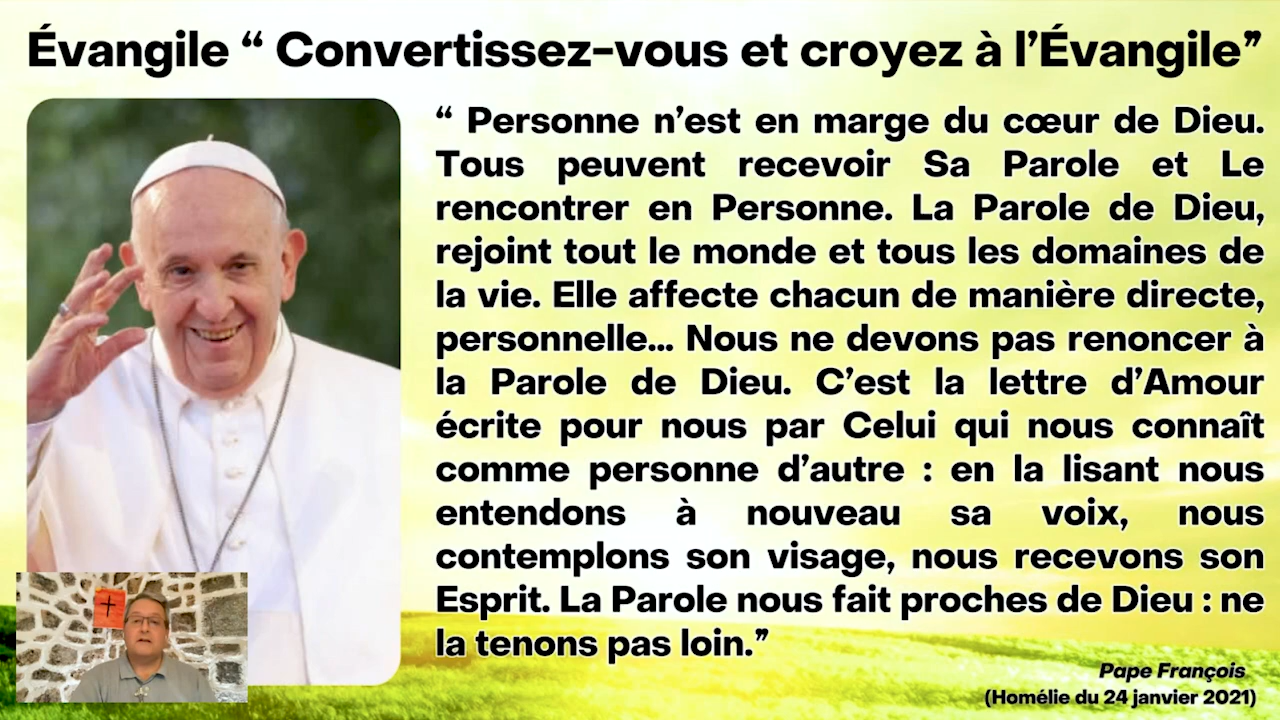 Évangile “ Convertissez-vous et croyez à l’Évangile”
“ Personne n’est en marge du cœur de Dieu.
Tous peuvent recevoir Sa Parole et Le
rencontrer en Personne. La Parole de Dieu,
rejoint tout le monde et tous les domaines de
la vie. Elle affecte chacun de manière directe,
personnelle... Nous ne devons pas renoncer à
la Parole de Dieu. C’est la lettre d’Amour
écrite pour nous par Celui qui nous connaît
comme personne d’autre : en la lisant nous
entendons à nouveau sa voix, nous
contemplons son visage, nous recevons son
Esprit. La Parole nous fait proches de Dieu : ne
la tenons pas loin.”
Pape François
(Homélie du 24 janvier 2021)